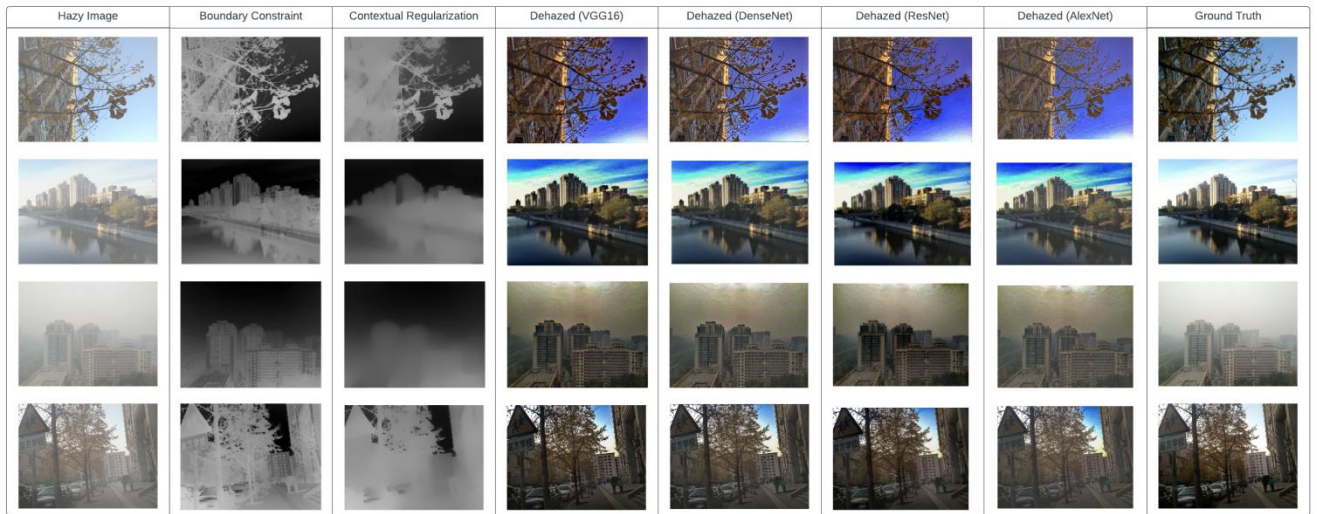 Hazy Image
Boundary Constraint
Contextual Regularization
Dehazed (VGG16)
Dehazed (DenseNet)
Dehazed (ResNet)
Dehazed (AlexNet)
Ground Truth